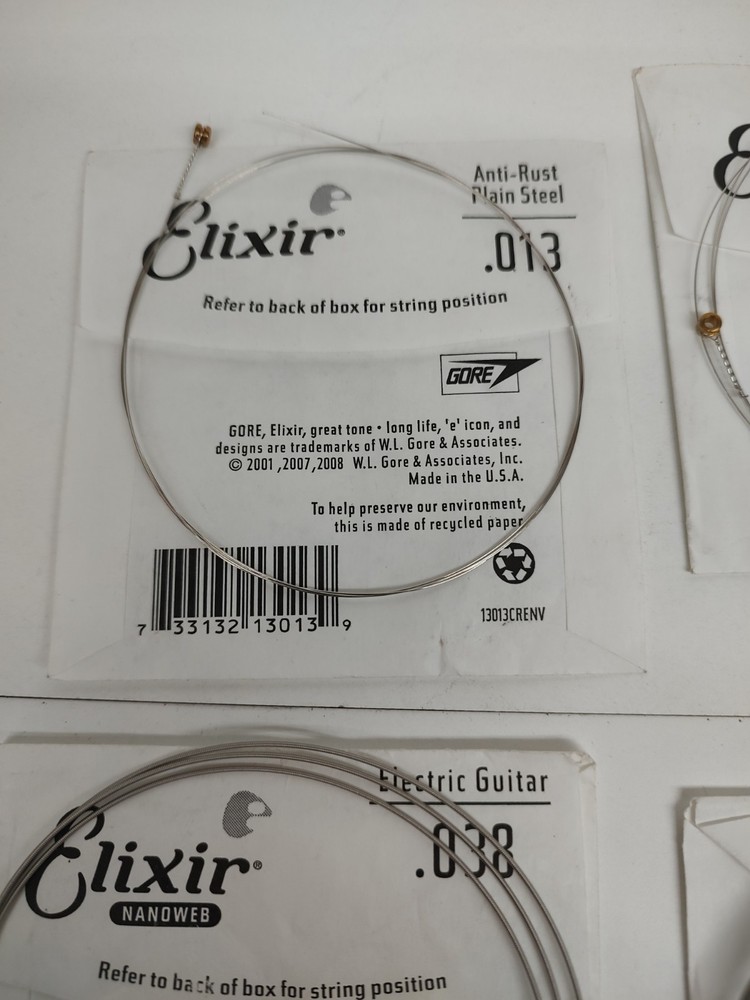 Anti-Rust
Plain Steel
Elixir
.013
Refer to back of box for string position
GORE
GORE, Elixir, great tone • long life, 'e' icon, and
designs are trademarks of W.L. Gore & Associates.
© 2001 ,2007,2008 W.L. Gore & Associates, Inc.
Made in the U.S.A.
To help preserve our environment,
this is made of recycled paper
7 33132 13013 9
13013CRENV
Electric Guitar
Elixir®
.038
NANOWEB
Refer to back of box for string position